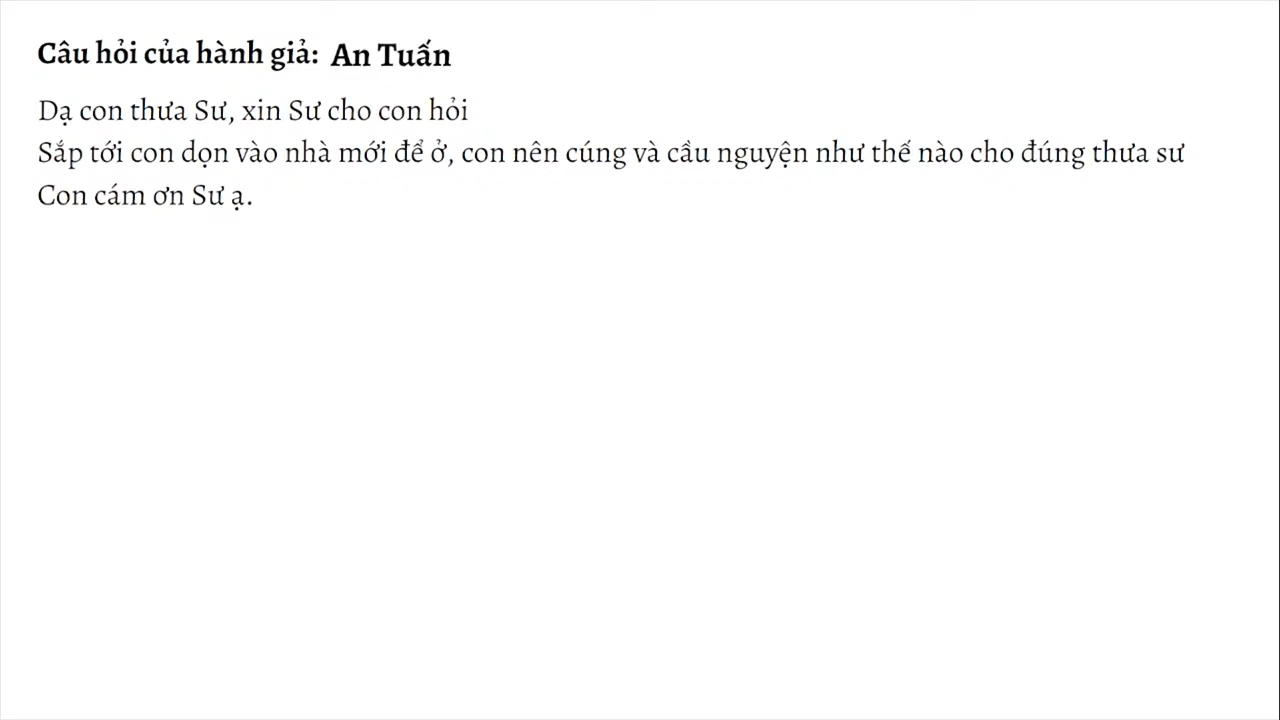 Câu hỏi của hành giả: An Tuấn
Dạ con thưa Sư, xin Sư cho con hỏi
Sắp tới con dọn vào nhà mới để ở, con nên cúng và cầu nguyện như thế nào cho đúng thưa sư
Con cám ơn Sư ạ.